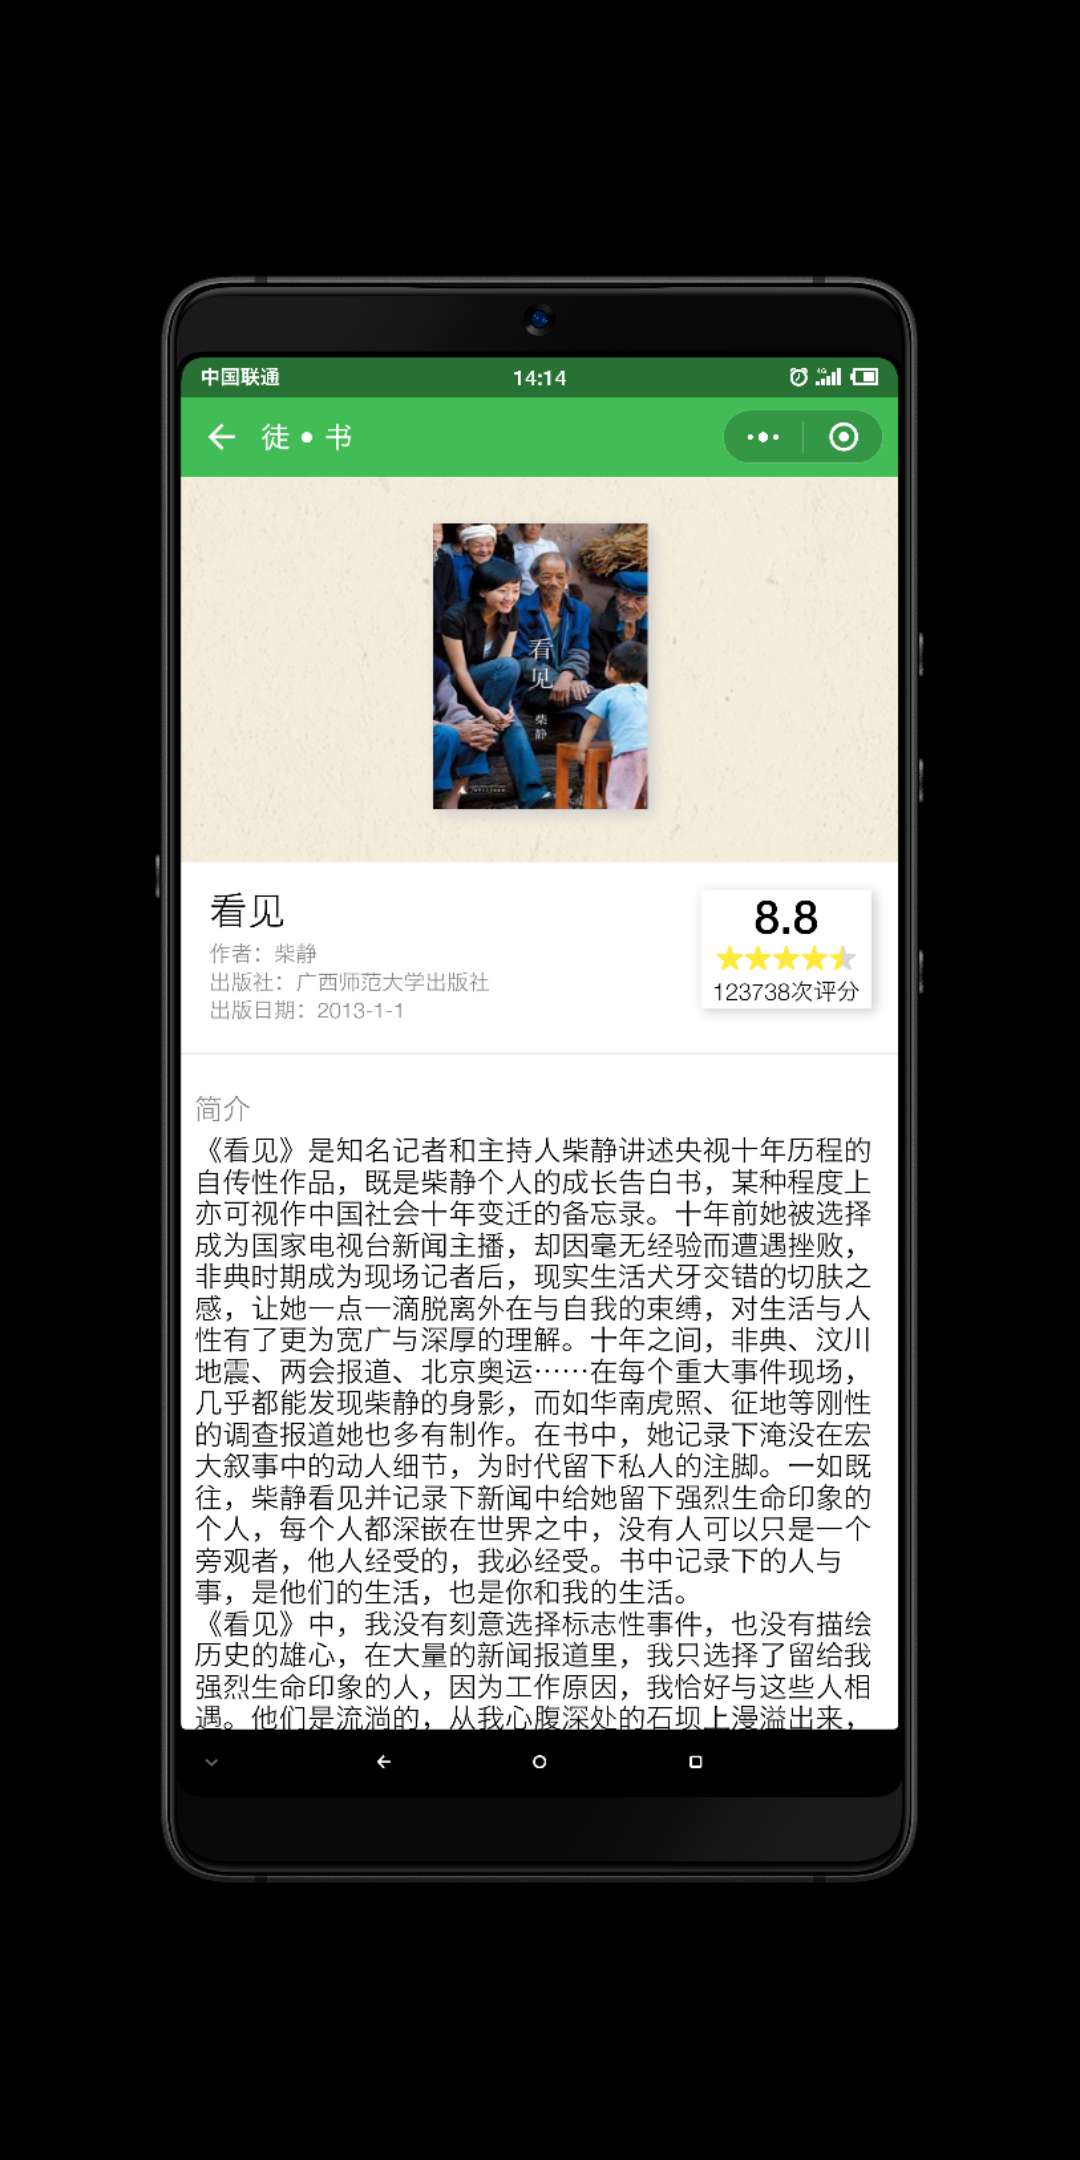 中国联通
14:14
4G
徒 • 书
看
见
柴
静
看见
作者：柴静
出版社：广西师范大学出版社
出版日期：2013-1-1
8.8
123738次评分
简介
《看见》是知名记者和主持人柴静讲述央视十年历程的
自传性作品，既是柴静个人的成长告白书，某种程度上
亦可视作中国社会十年变迁的备忘录。十年前她被选择
成为国家电视台新闻主播，却因毫无经验而遭遇挫败，
非典时期成为现场记者后，现实生活犬牙交错的切肤之
感，让她一点一滴脱离外在与自我的束缚，对生活与人
性有了更为宽广与深厚的理解。十年之间，非典、汶川
地震、两会报道、北京奥运……在每个重大事件现场，
几乎都能发现柴静的身影，而如华南虎照、征地等刚性
的调查报道她也多有制作。在书中，她记录下淹没在宏
大叙事中的动人细节，为时代留下私人的注脚。一如既
往，柴静看见并记录下新闻中给她留下强烈生命印象的
个人，每个人都深嵌在世界之中，没有人可以只是一个
旁观者，他人经受的，我必经受。书中记录下的人与
事，是他们的生活，也是你和我的生活。
《看见》中，我没有刻意选择标志性事件，也没有描绘
历史的雄心，在大量的新闻报道里，我只选择了留给我
强烈生命印象的人，因为工作原因，我恰好与这些人相
遇。他们是流淌的，从我心腹深处的石坝上漫溢出来，